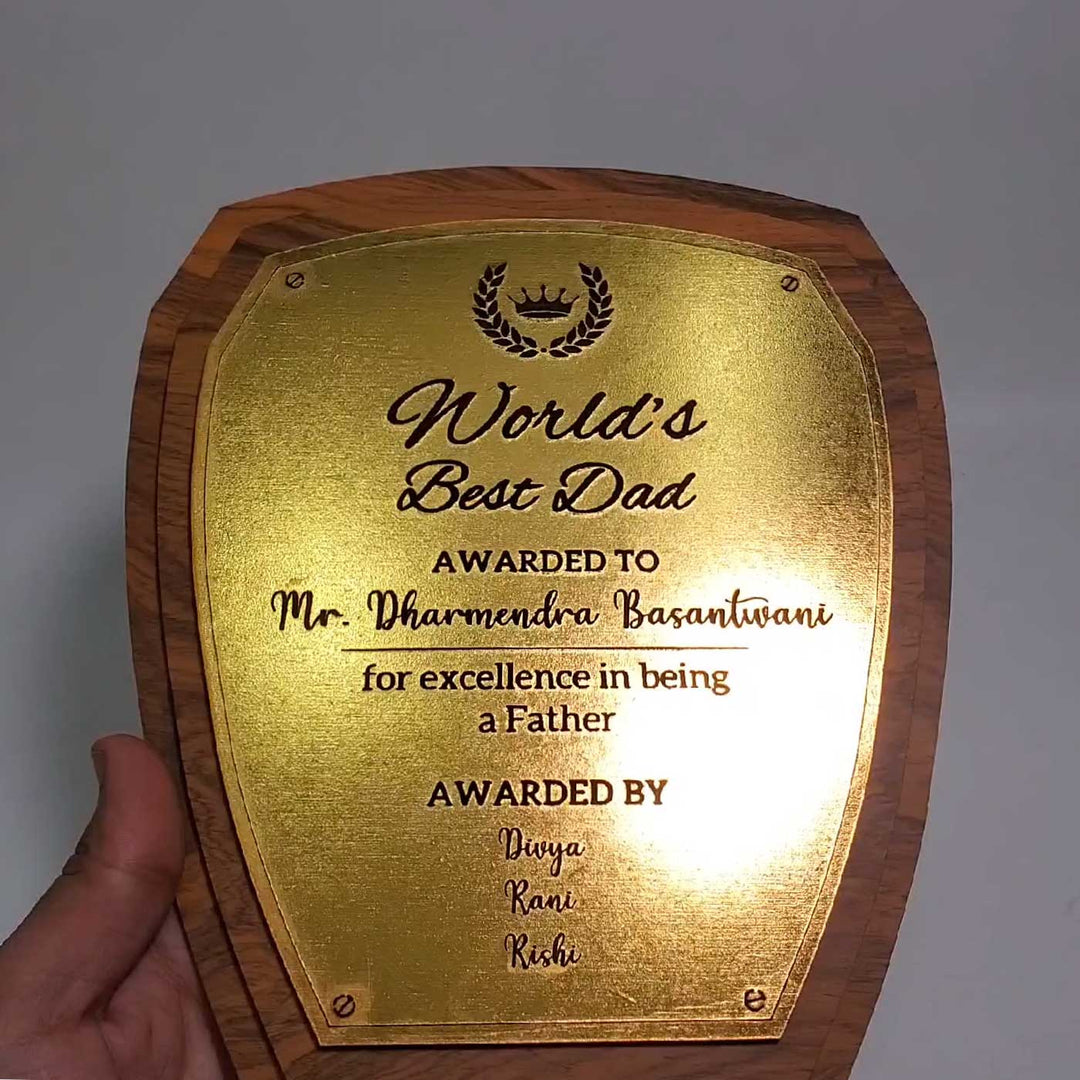 World's
Best Dad
AWARDED TO
Mr. Dharmendra Basantwani
for excellence in being
a Father
AWARDED BY
Divya
Rani
Rishi